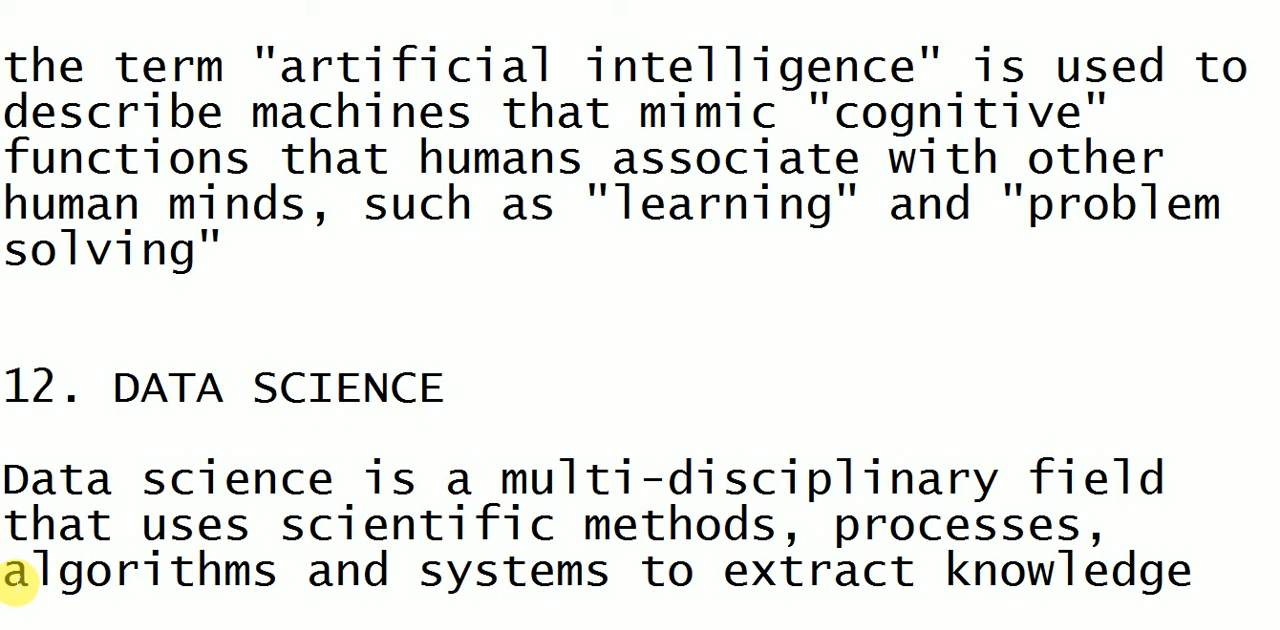 the term "artificial intelligence" is used to
describe machines that mimic "cognitive"
functions that humans associate with other
human minds, such as "learning" and "problem
solving"
12. DATA SCIENCE
Data science is a multi-disciplinary field
that uses scientific methods, processes,
algorithms and systems to extract knowledge